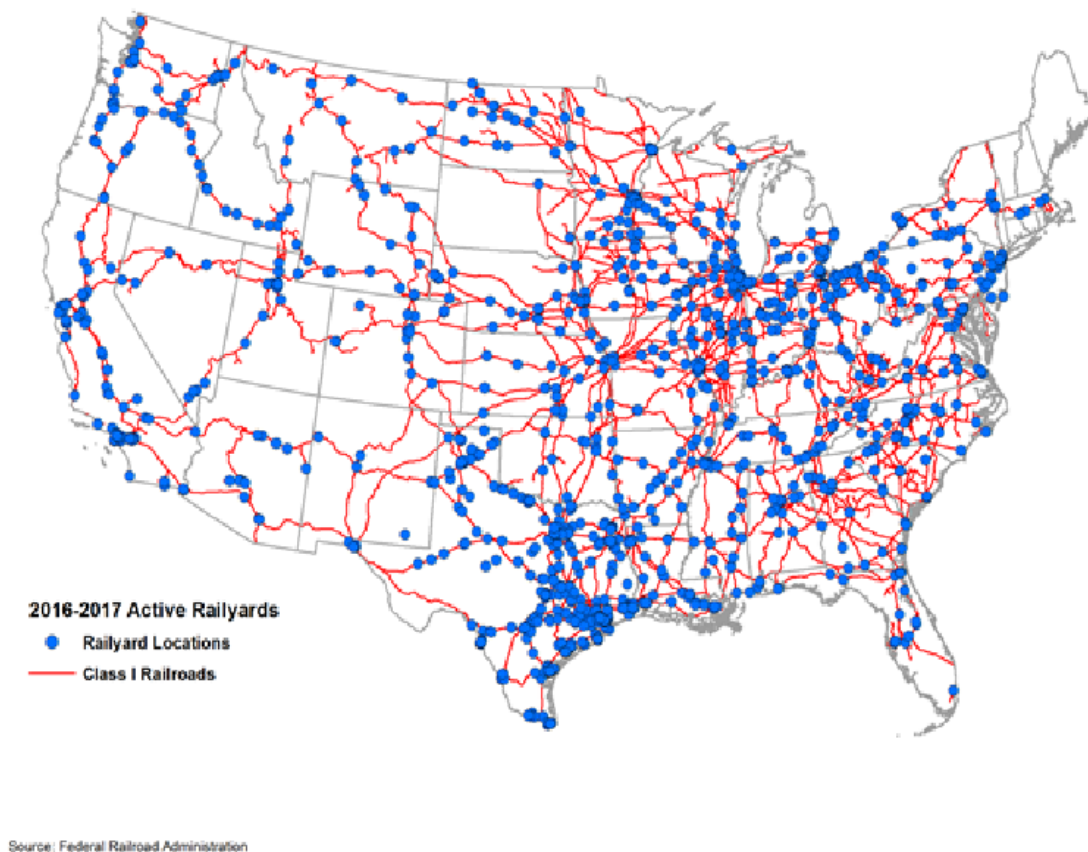 2016-2017 Active Railyards
Railyard Locations
Class I Railroads
Source: Federal Railroad Administration